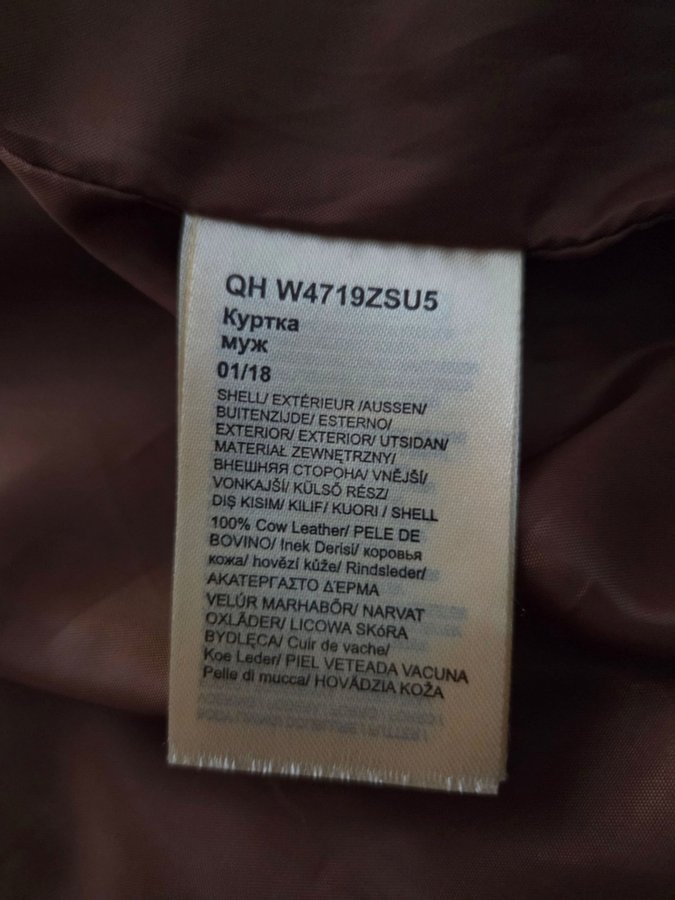 QH W4719ZSU5
Куртка
муж
01/18
SHELL/ EXTÉRIEUR /AUSSEN/
BUITENZIJDE/ ESTERNO/
EXTERIOR/ EXTERIOR/ UTSIDAN/
MATERIAŁ ZEWNĘTRZNY/
ВНЕШНЯЯ СТОРОНА/ VNĚJŠÍ/
VONKAJŠÍ/ KÜLSŐ RÉSZ/
DIŞ KISIM/ KILIF/ KUORI / SHELL
100% Cow Leather/ PELE DE
BOVINO/ Inek Derisi/ коровья
кожа/ hovězí kůže/ Rindsleder/
ΑΚΑΤΕΡΓΑΣΤΟ ΔΈΡΜΑ
VELÚR MARHABŐR/ NARVAT
OXLÄDER/ LICOWA SKóRA
BYDLĘCA/ Cuir de vache/
Koe Leder/ PIEL VETEADA VACUNA
Pelle di mucca/ HOVÄDZIA KOŽA